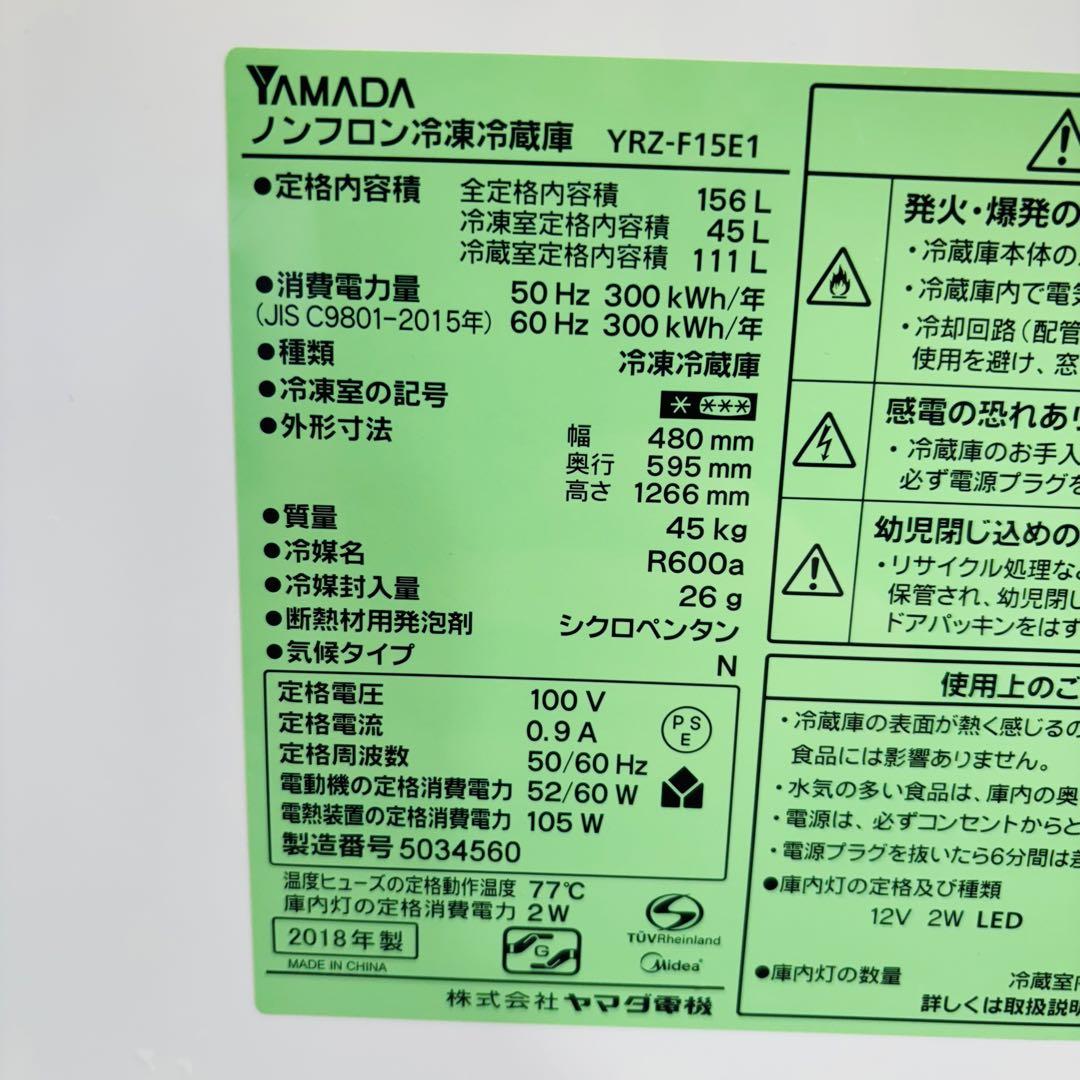 YAMADA
ノンフロン冷凍冷蔵庫 YRZ-F15E1
●定格内容積 全定格内容積 156 L
冷凍室定格内容積 45 L
冷蔵室定格内容積 111 L
●消費電力量 50 Hz 300 kWh/年
(JIS C9801-2015年) 60 Hz 300 kWh/年
●種類 冷凍冷蔵庫
●冷凍室の記号 * ***
●外形寸法 幅 480 mm
奥行 595 mm
高さ 1266 mm
●質量 45 kg
●冷媒名 R600a
●冷媒封入量 26 g
●断熱材用発泡剤 シクロペンタン
●気候タイプ N
定格電圧 100 V
定格電流 0.9 A
定格周波数 50/60 Hz
電動機の定格消費電力 52/60 W
電熱装置の定格消費電力 105 W
製造番号 5034560
PSE
温度ヒューズの定格動作温度 77℃
庫内灯の定格消費電力 2W
2018年製
MADE IN CHINA
G
TÜVRheinland
Midea
株式会社 ヤマダ電機
発火・爆発の
・冷蔵庫本体の
・冷蔵庫内で電気
・冷却回路(配管
使用を避け、窓
感電の恐れあり
・冷蔵庫のお手入
必ず電源プラグを
幼児閉じ込めの
・リサイクル処理な
保管され、幼児閉じ
ドアパッキンをはず
使用上のご
・冷蔵庫の表面が熱く感じるの
食品には影響ありません。
・水気の多い食品は、庫内の奥
・電源は、必ずコンセントからと
・電源プラグを抜いたら6分間は差
●庫内灯の定格及び種類
12V 2W LED
●庫内灯の数量 冷蔵室内
詳しくは取扱説明